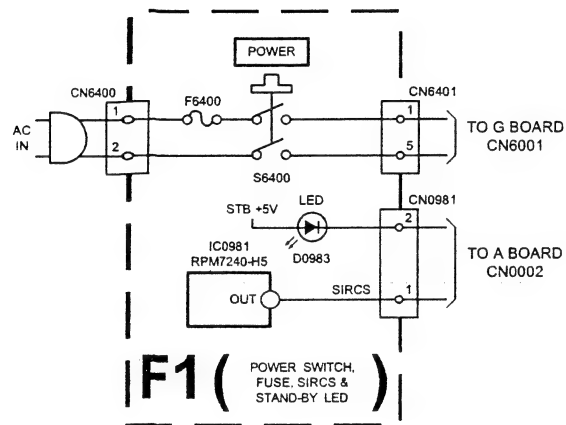 POWER
CN6400
F6400
CN6401
1
1
AC
IN
TO G BOARD
CN6001
2
5
S6400
CN0981
LED
STB +5V
2
IC0981
RPM7240-H5
D0983
TO A BOARD
CN0002
OUT
SIRCS
1
F1 ( POWER SWITCH,
FUSE, SIRCS &
STAND-BY LED )